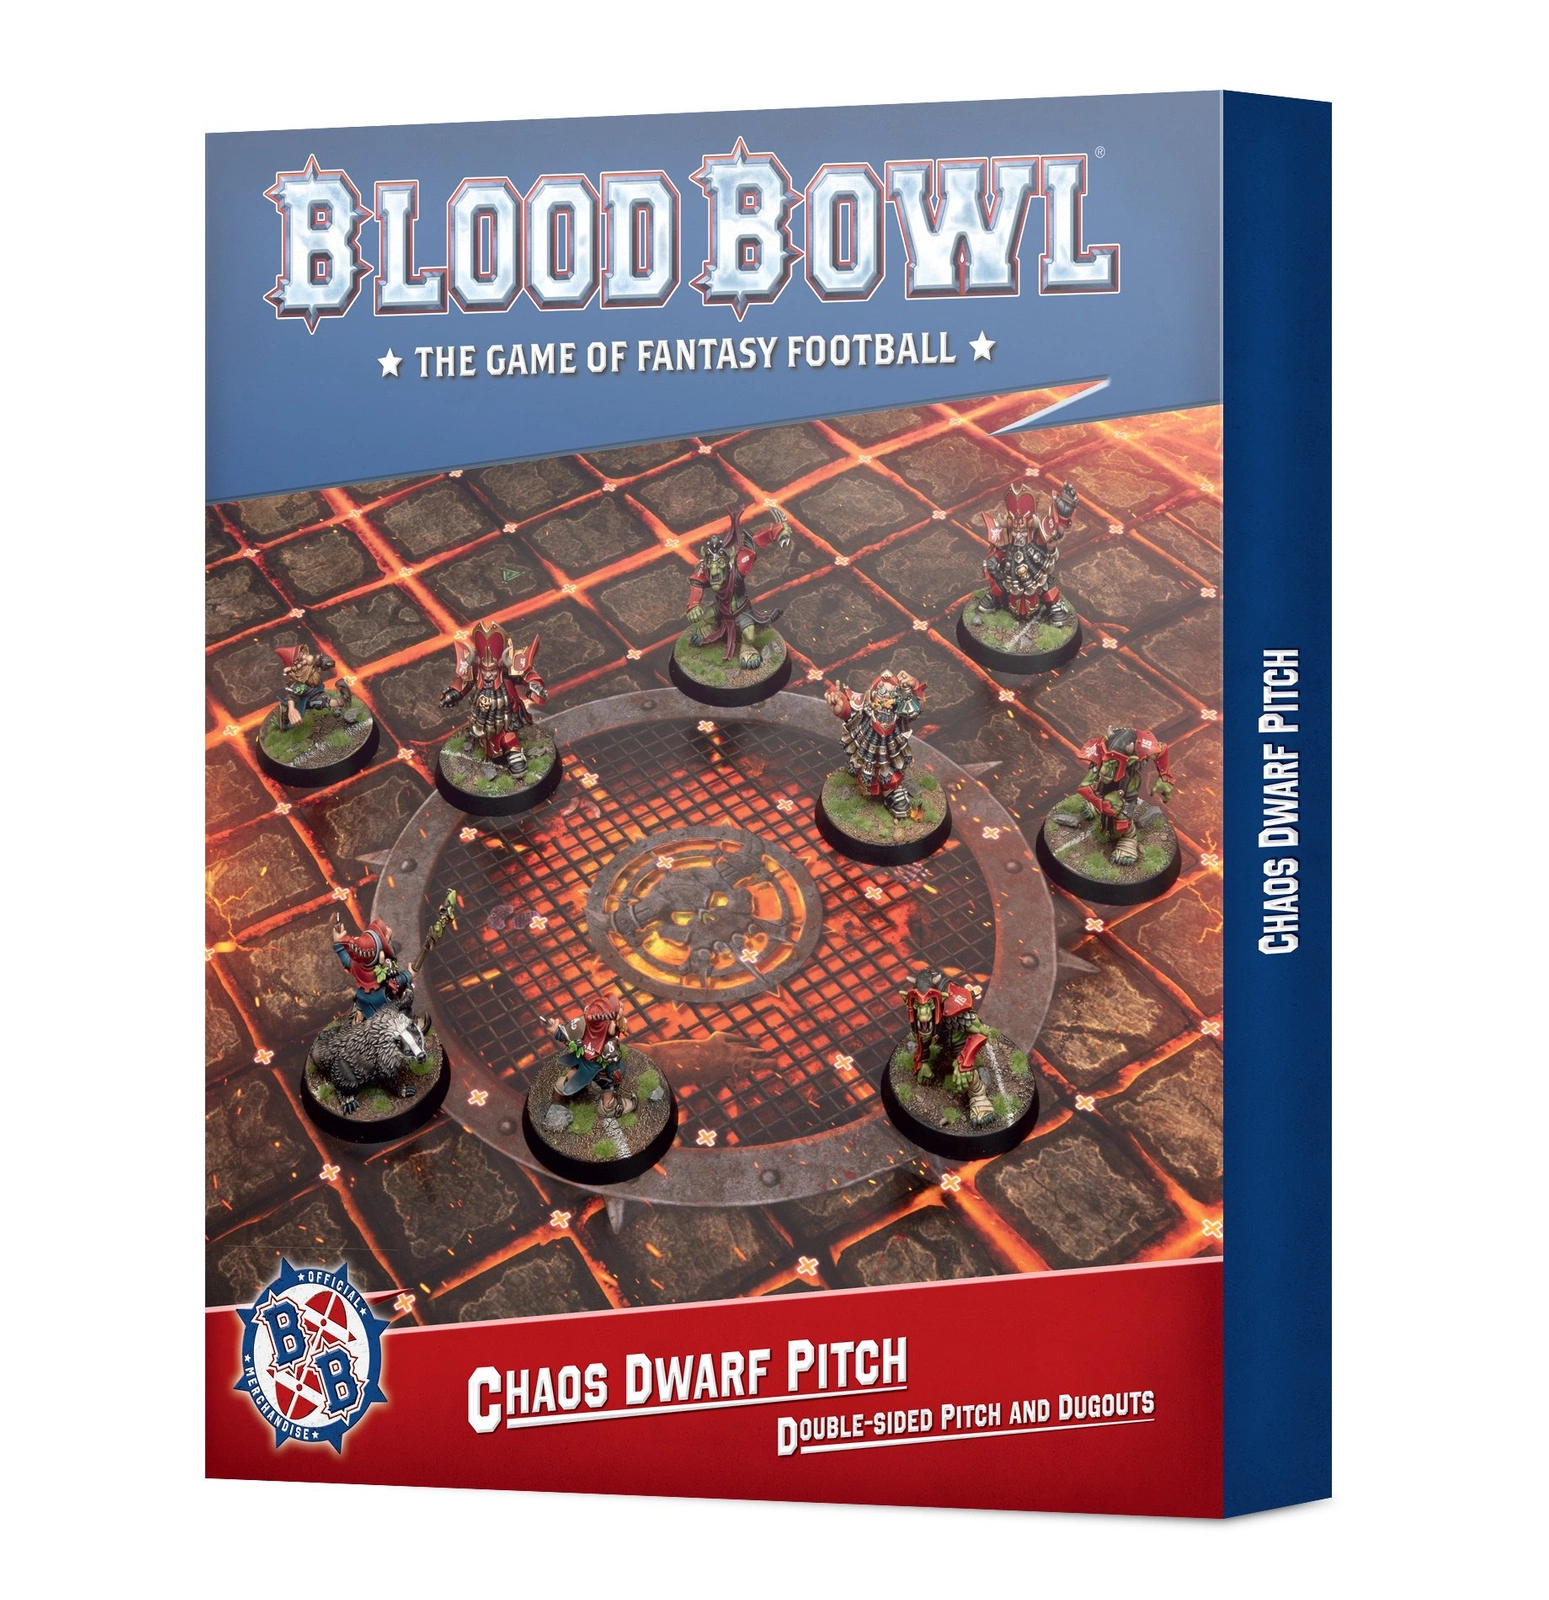 BLOOD BOWL®
★ THE GAME OF FANTASY FOOTBALL ★
CHAOS DWARF PITCH
★ OFFICIAL ★
BB
★ MERCHANDISE ★
CHAOS DWARF PITCH
DOUBLE-SIDED PITCH AND DUGOUTS